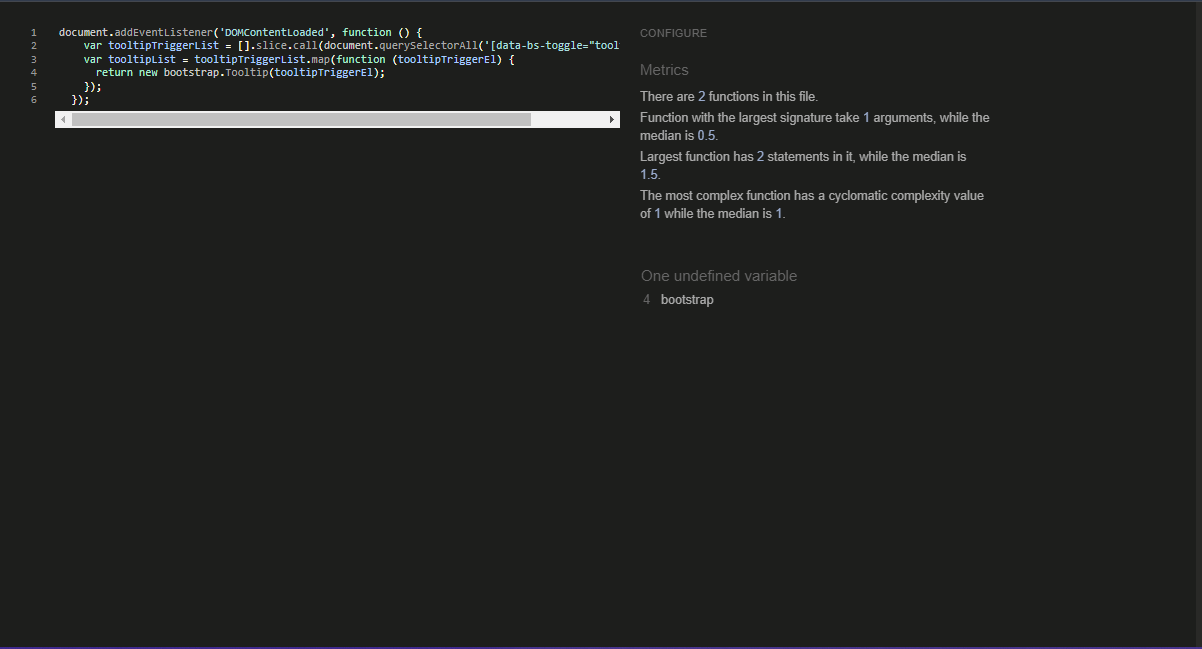 1 document.addEventListener('DOMContentLoaded', function () {
2 var tooltipTriggerList = [].slice.call(document.querySelectorAll('[data-bs-toggle="tool
3 var tooltipList = tooltipTriggerList.map(function (tooltipTriggerEl) {
4 return new bootstrap.Tooltip(tooltipTriggerEl);
5 });
6 });
CONFIGURE
Metrics
There are 2 functions in this file.
Function with the largest signature take 1 arguments, while the
median is 0.5.
Largest function has 2 statements in it, while the median is
1.5.
The most complex function has a cyclomatic complexity value
of 1 while the median is 1.
One undefined variable
4 bootstrap